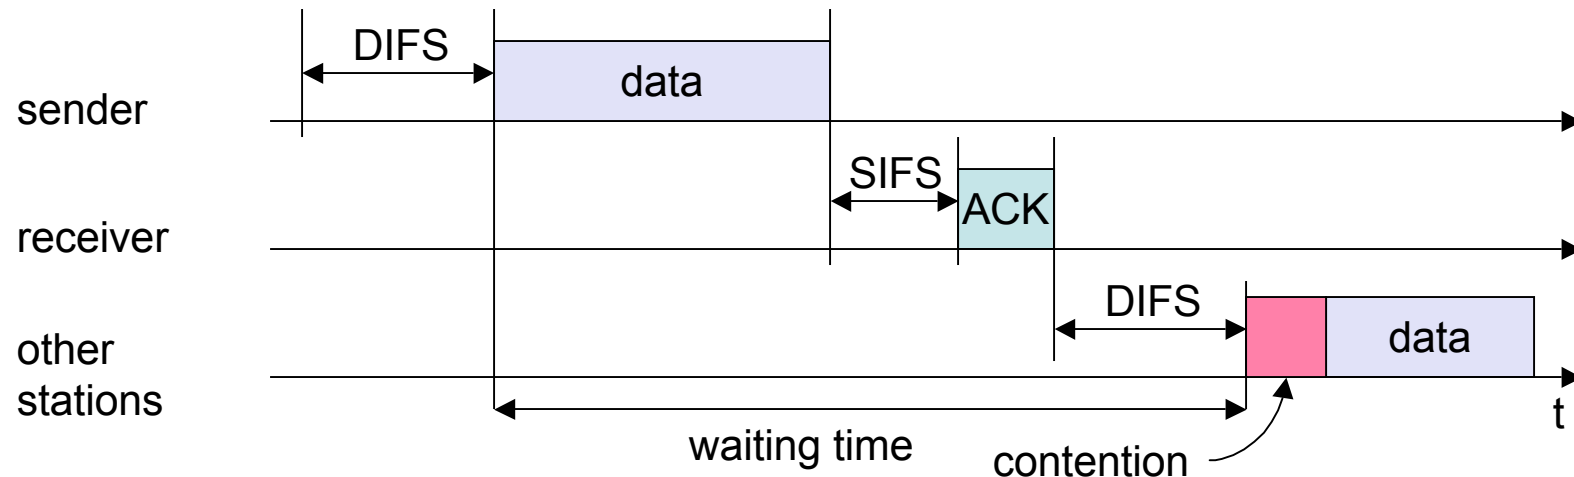 DIFS
data
sender
SIFS
ACK
receiver
DIFS
data
other
stations
t
waiting time
contention